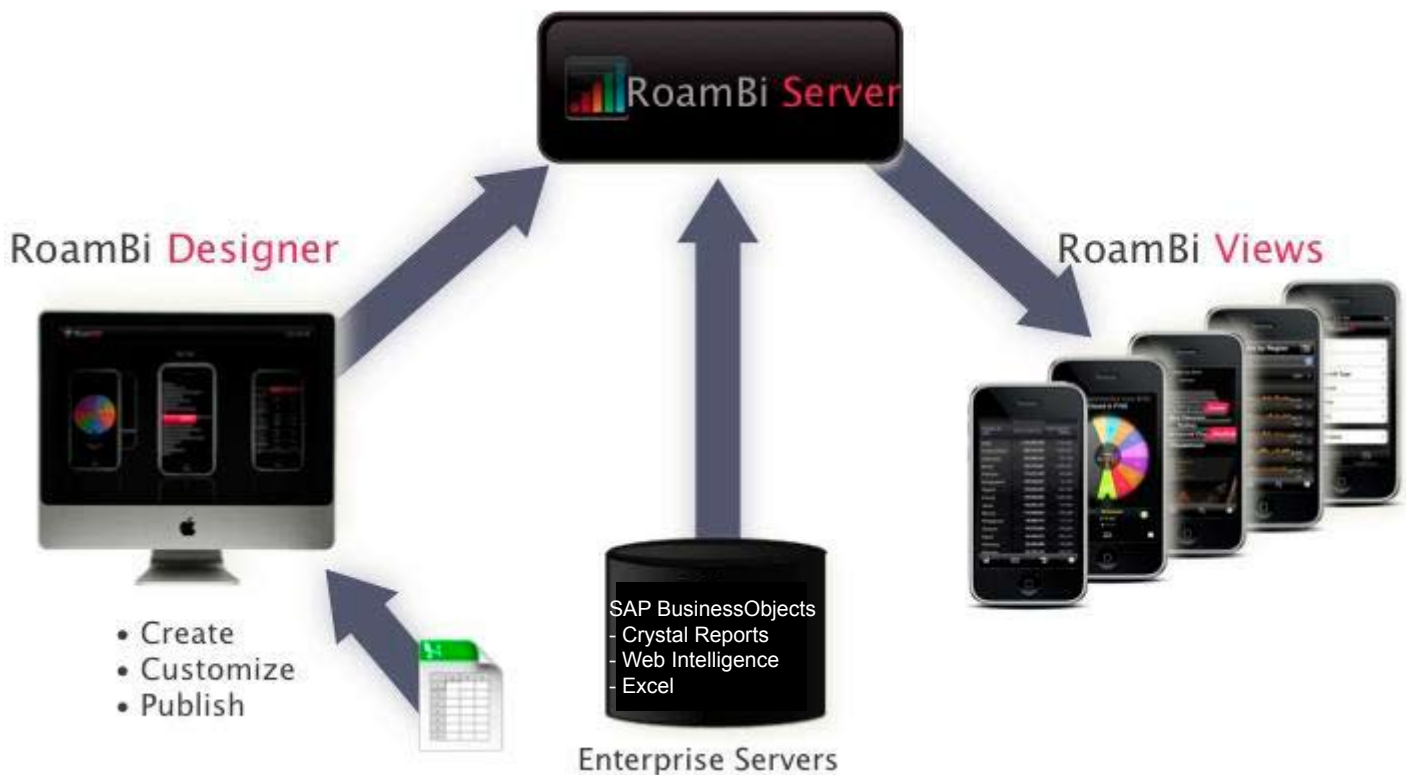 RoamBi Server
RoamBi Designer
RoamBi Views
• Create
• Customize
• Publish
SAP BusinessObjects
- Crystal Reports
- Web Intelligence
- Excel
Enterprise Servers